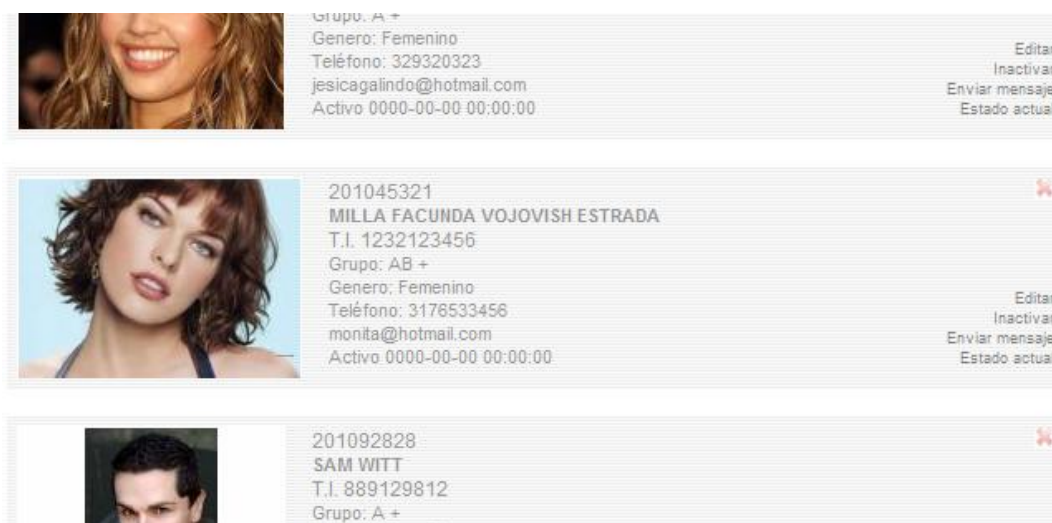 Grupo: A +
Genero: Femenino
Teléfono: 329320323
jesicagalindo@hotmail.com
Activo 0000-00-00 00:00:00
Editar
Inactivar
Enviar mensaje
Estado actual
201045321
MILLA FACUNDA VOJOVISH ESTRADA
T.I. 1232123456
Grupo: AB +
Genero: Femenino
Teléfono: 3176533456
monita@hotmail.com
Activo 0000-00-00 00:00:00
Editar
Inactivar
Enviar mensaje
Estado actual
201092828
SAM WITT
T.I. 889129812
Grupo: A +